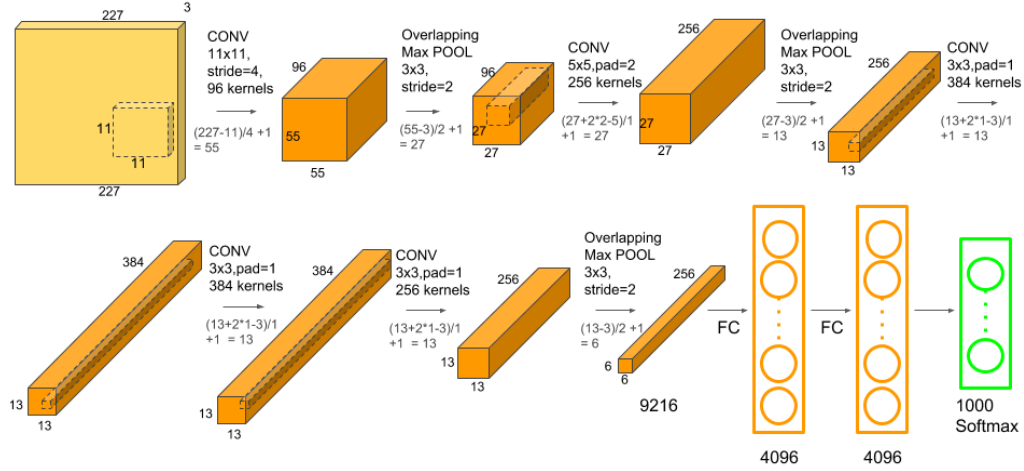 227
3
CONV
11x11,
stride=4,
96 kernels
(227-11)/4 +1
= 55
11
11
227
96
55
55
Overlapping
Max POOL
3x3,
stride=2
(55-3)/2 +1
= 27
96
27
27
CONV
5x5,pad=2
256 kernels
(27+2*2-5)/1
+1 = 27
256
27
27
Overlapping
Max POOL
3x3,
stride=2
(27-3)/2 +1
= 13
256
13
13
CONV
3x3,pad=1
384 kernels
(13+2*1-3)/1
+1 = 13
384
13
13
CONV
3x3,pad=1
384 kernels
(13+2*1-3)/1
+1 = 13
384
13
13
CONV
3x3,pad=1
256 kernels
(13+2*1-3)/1
+1 = 13
256
13
13
Overlapping
Max POOL
3x3,
stride=2
(13-3)/2 +1
= 6
256
6
6
9216
FC
4096
FC
4096
1000
Softmax